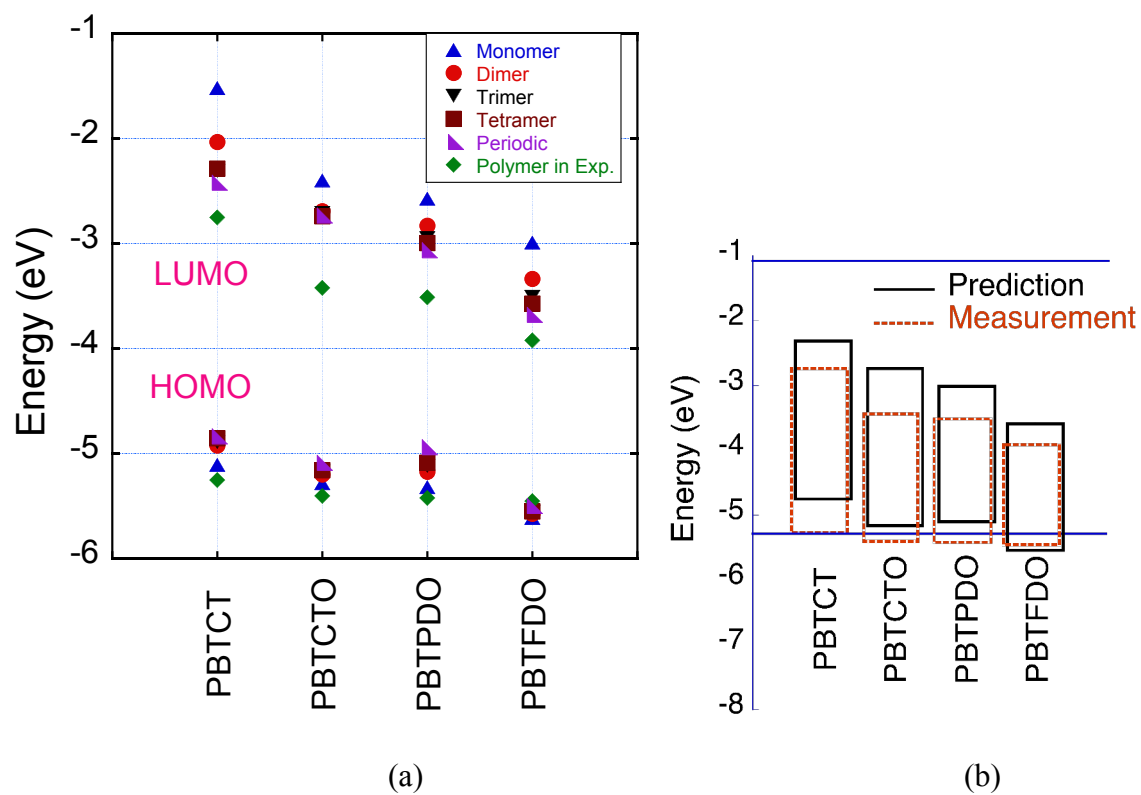 -1
-2
-3
-4
-5
-6
Energy (eV)
Monomer
Dimer
Trimer
Tetramer
Periodic
Polymer in Exp.
LUMO
HOMO
PBTCT
PBTCTO
PBTPDO
PBTFDO
(a)
-1
-2
-3
-4
-5
-6
-7
-8
Energy (eV)
Prediction
Measurement
PBTCT
PBTCTO
PBTPDO
PBTFDO
(b)